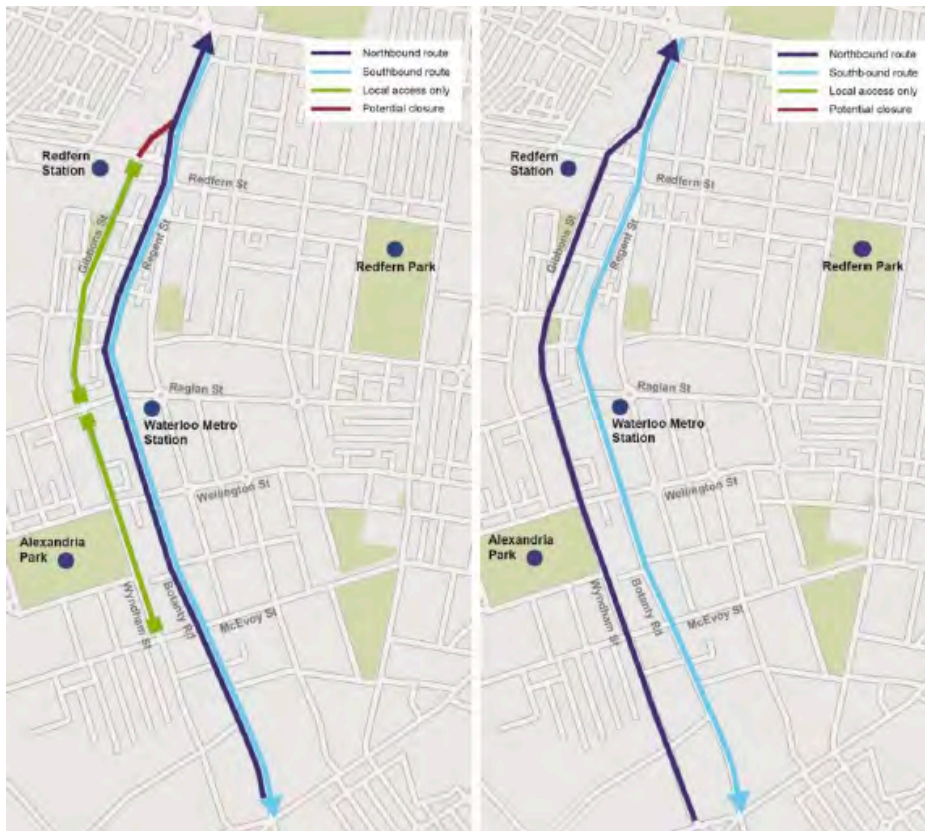 Northbound route
Southbound route
Local access only
Potential closure
Redfern
Station
Redfern St
Gibbons St
Regent St
Redfern Park
Raglan St
Waterloo Metro
Station
Wellington St
Alexandria
Park
Wyndham St
Botany Rd
McEvoy St
Northbound route
Southbound route
Local access only
Potential closure
Redfern
Station
Redfern St
Gibbons St
Regent St
Redfern Park
Raglan St
Waterloo Metro
Station
Wellington St
Alexandria
Park
Wyndham St
Botany Rd
McEvoy St